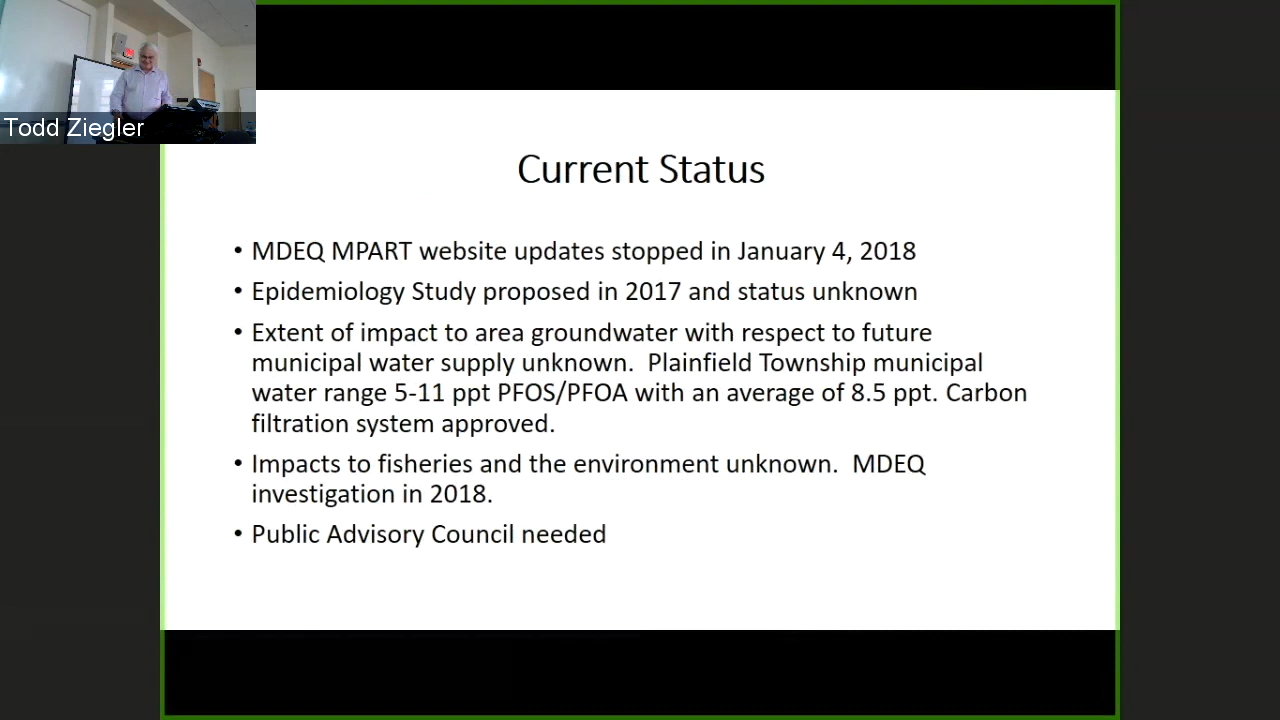 Todd Ziegler
Current Status
• MDEQ MPART website updates stopped in January 4, 2018
• Epidemiology Study proposed in 2017 and status unknown
• Extent of impact to area groundwater with respect to future
municipal water supply unknown.  Plainfield Township municipal
water range 5-11 ppt PFOS/PFOA with an average of 8.5 ppt. Carbon
filtration system approved.
• Impacts to fisheries and the environment unknown.  MDEQ
investigation in 2018.
• Public Advisory Council needed